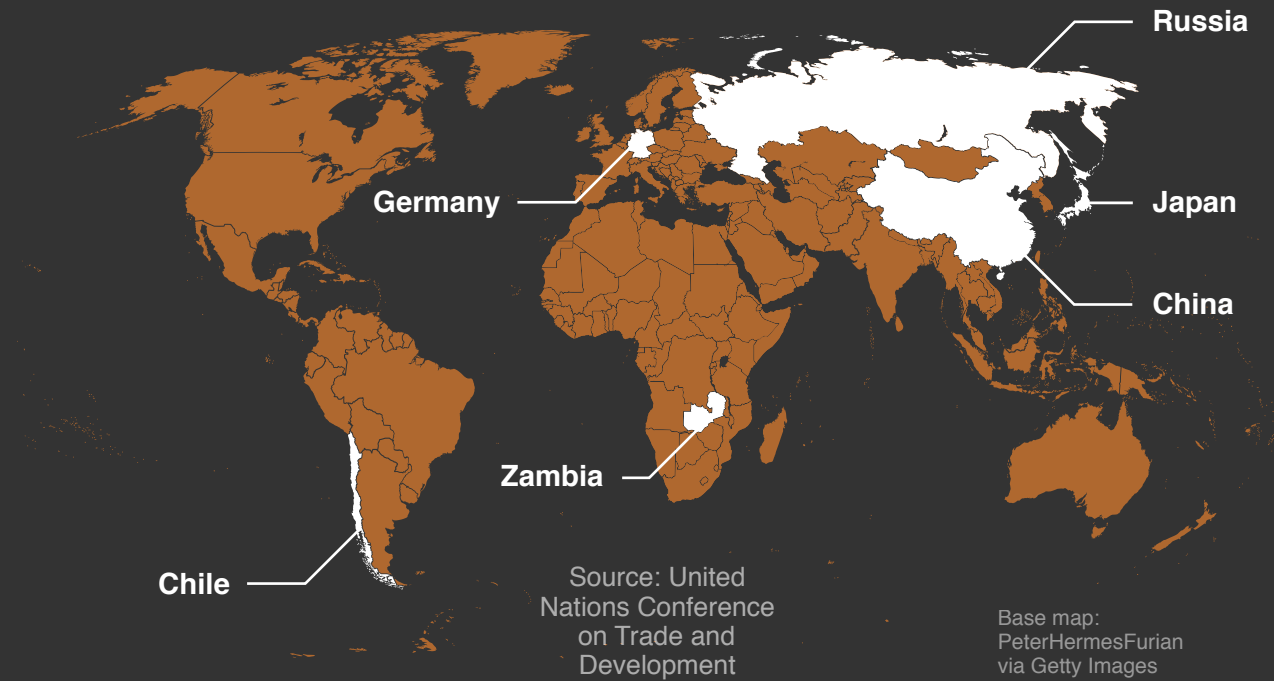 Russia
Germany
Japan
China
Zambia
Chile
Source: United
Nations Conference
on Trade and
Development
Base map:
PeterHermesFurian
via Getty Images